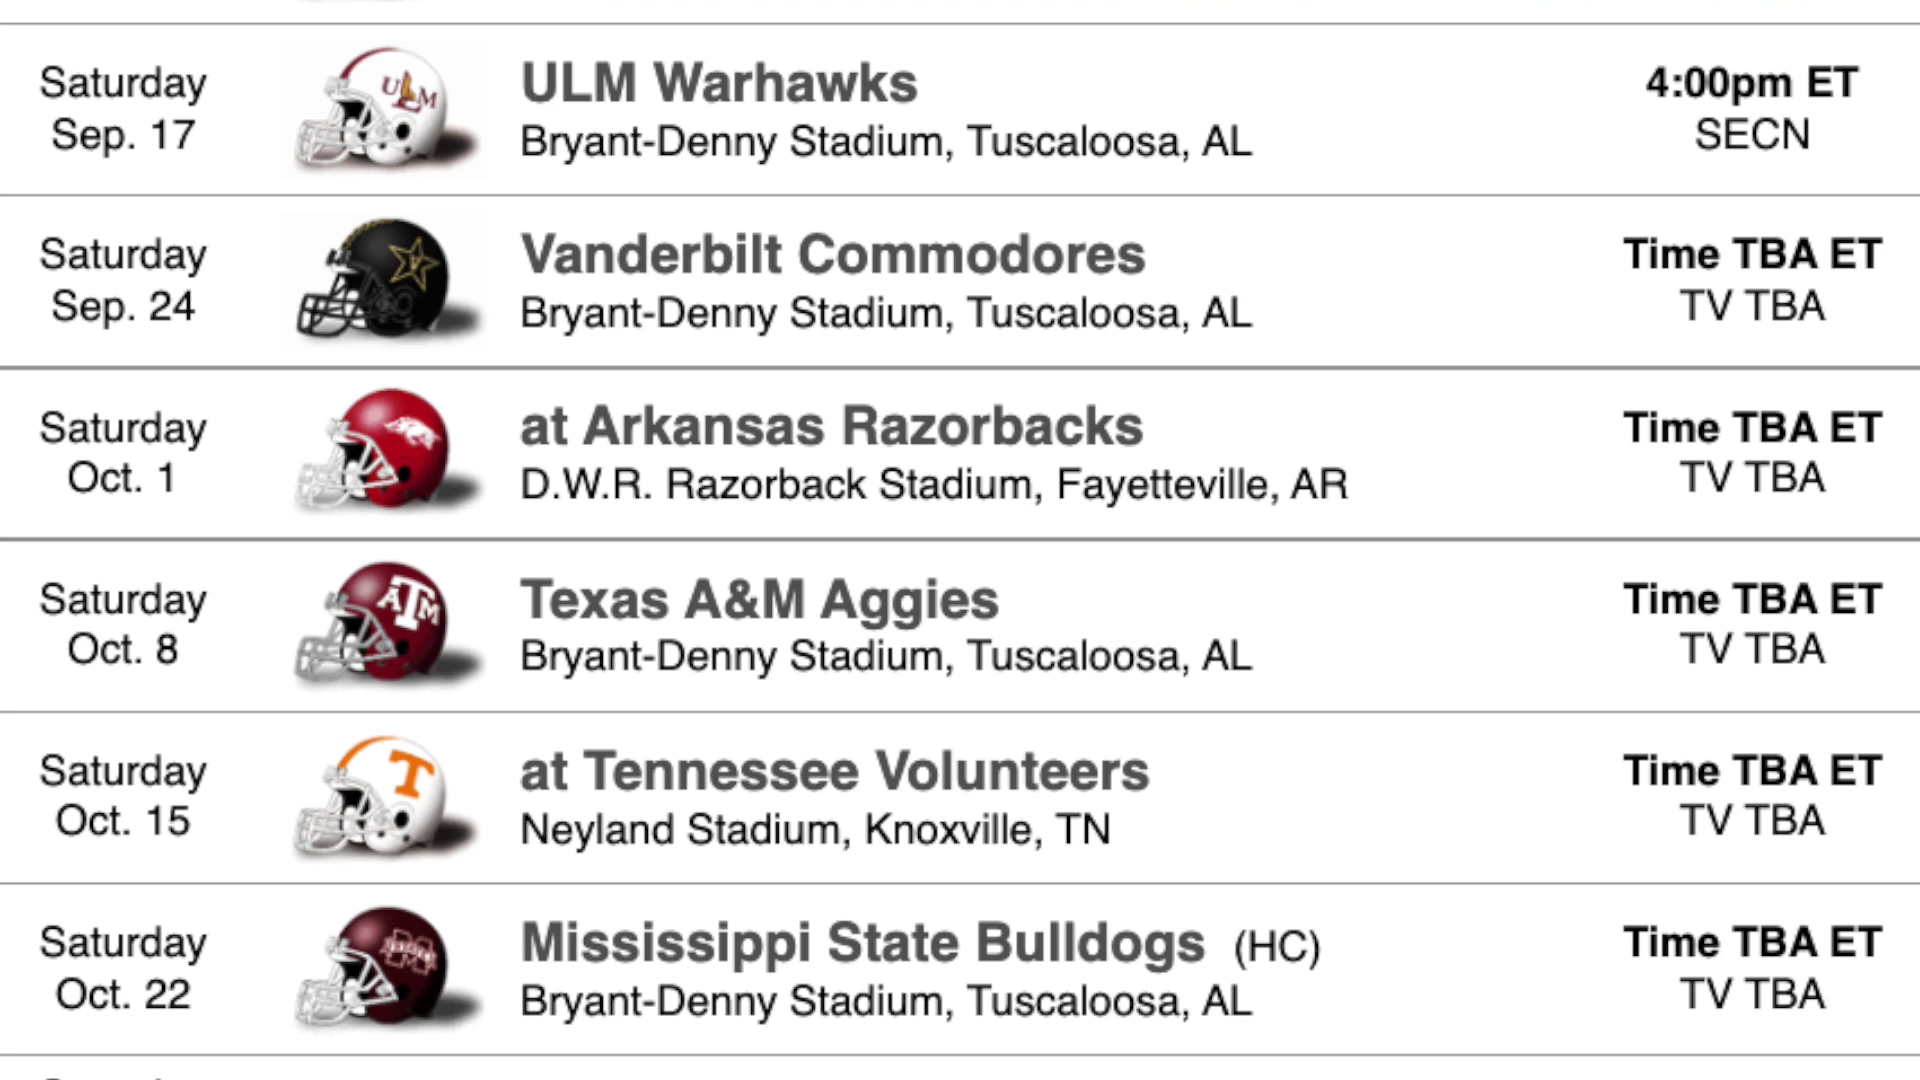 Saturday
Sep. 17
ULM
ULM Warhawks
Bryant-Denny Stadium, Tuscaloosa, AL
4:00pm ET
SECN
Saturday
Sep. 24
V
Vanderbilt Commodores
Bryant-Denny Stadium, Tuscaloosa, AL
Time TBA ET
TV TBA
Saturday
Oct. 1
at Arkansas Razorbacks
D.W.R. Razorback Stadium, Fayetteville, AR
Time TBA ET
TV TBA
Saturday
Oct. 8
ATM
Texas A&M Aggies
Bryant-Denny Stadium, Tuscaloosa, AL
Time TBA ET
TV TBA
Saturday
Oct. 15
T
at Tennessee Volunteers
Neyland Stadium, Knoxville, TN
Time TBA ET
TV TBA
Saturday
Oct. 22
M
Mississippi State Bulldogs (HC)
Bryant-Denny Stadium, Tuscaloosa, AL
Time TBA ET
TV TBA